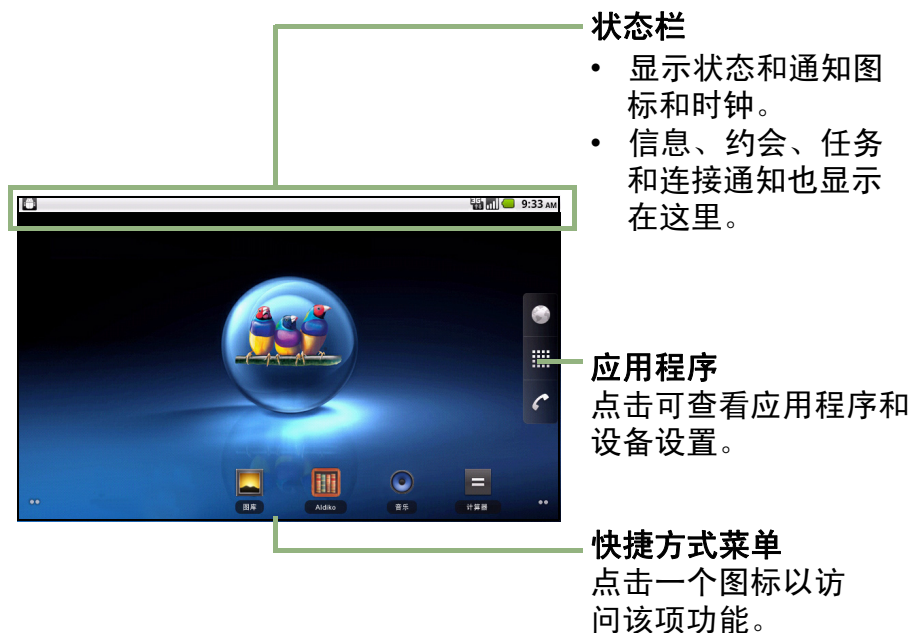 状态栏
• 显示状态和通知图
标和时钟。
• 信息、约会、任务
和连接通知也显示
在这里。
9:33 AM
应用程序
点击可查看应用程序和
设备设置。
图库
Aldiko
音乐
计算器
快捷方式菜单
点击一个图标以访
问该项功能。